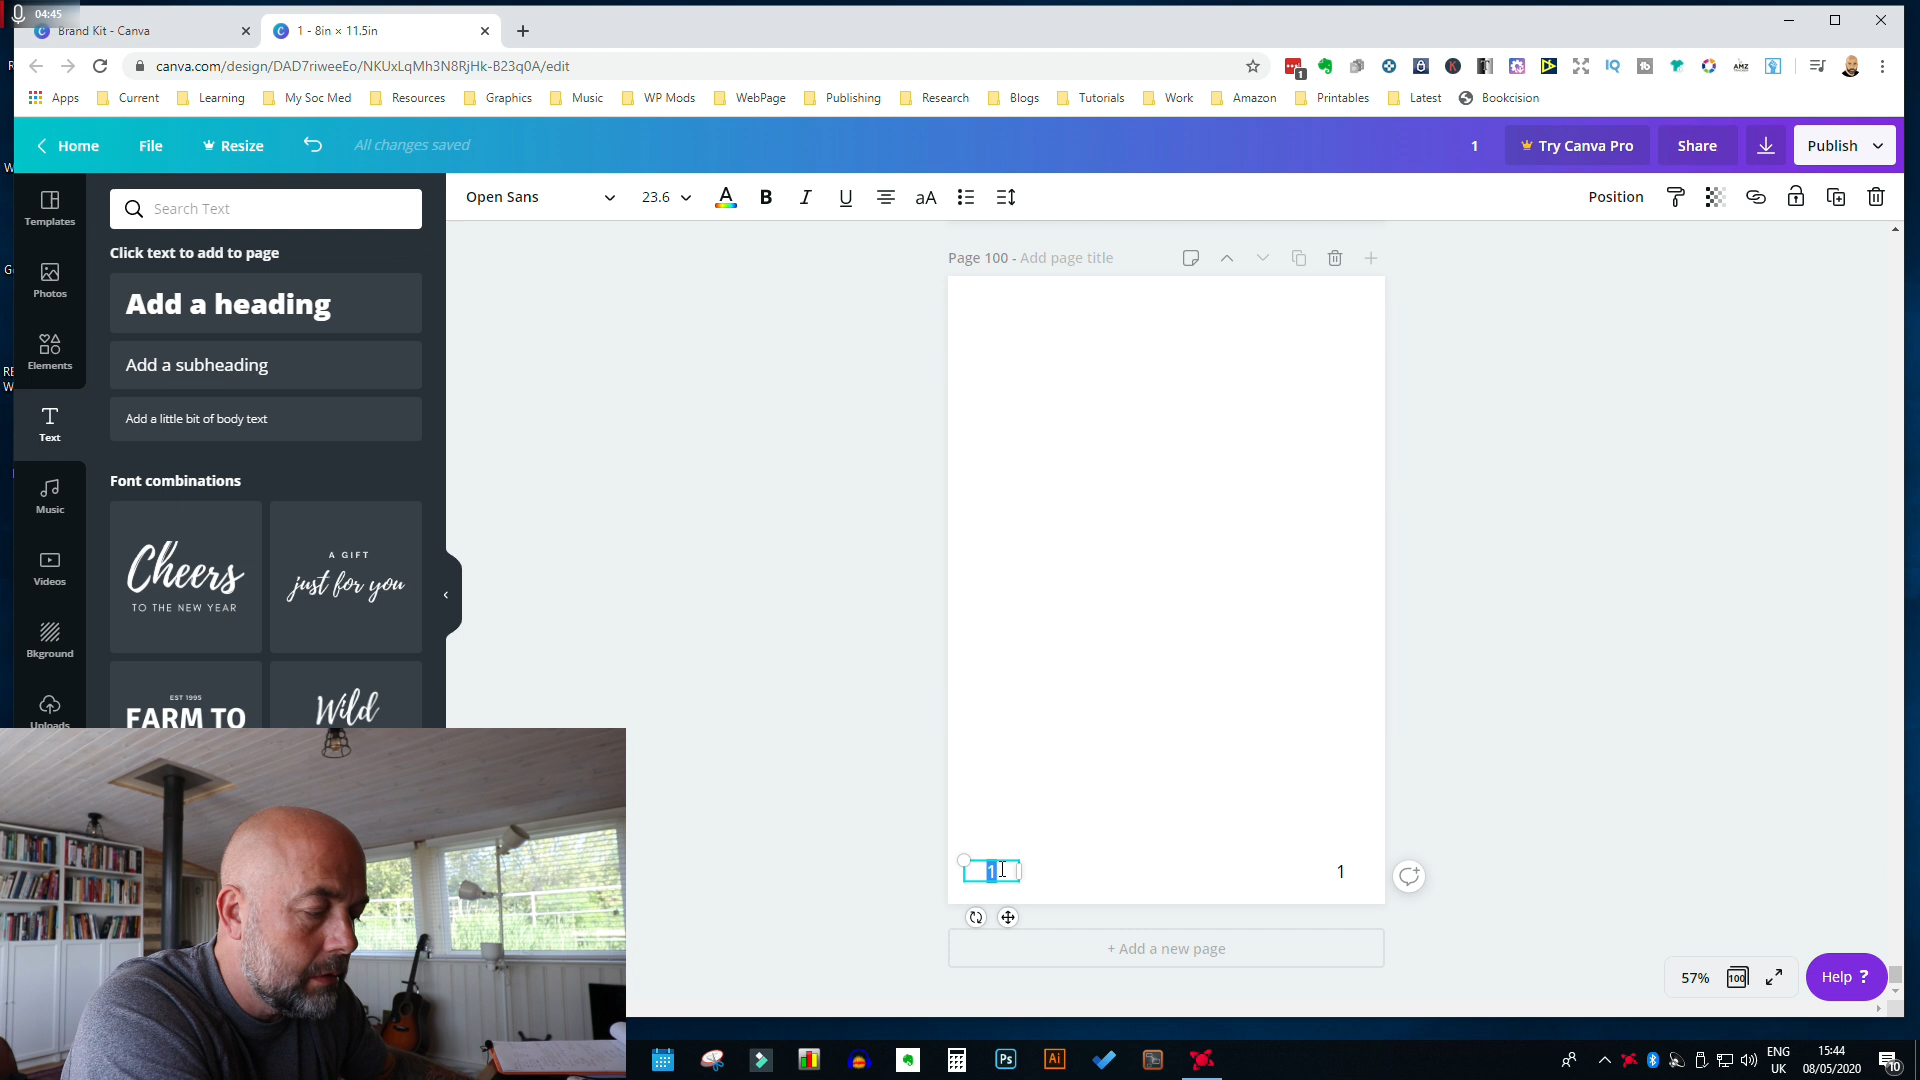 04:45
Brand Kit - Canva
1 - 8in × 11.5in
canva.com/design/DAD7riweeEo/NKUxLqMh3N8RjHk-B23q0A/edit
1
Apps
Current
Learning
My Soc Med
Resources
Graphics
Music
WP Mods
WebPage
Publishing
Research
Blogs
Tutorials
Work
Amazon
Printables
Latest
Bookcision
Home
File
Resize
All changes saved
1
Try Canva Pro
Share
Publish
Templates
Photos
Elements
Text
Music
Videos
Bkground
Uploads
Search Text
Click text to add to page
Add a heading
Add a subheading
Add a little bit of body text
Font combinations
Cheers
TO THE NEW YEAR
A GIFT
just for you
EST 1995
FARM TO
Wild
Open Sans
23.6
A
B
I
U
aA
Position
Page 100 - Add page title
1
1
+ Add a new page
57%
100
Help ?
Ps
Ai
ENG
UK
15:44
08/05/2020
10